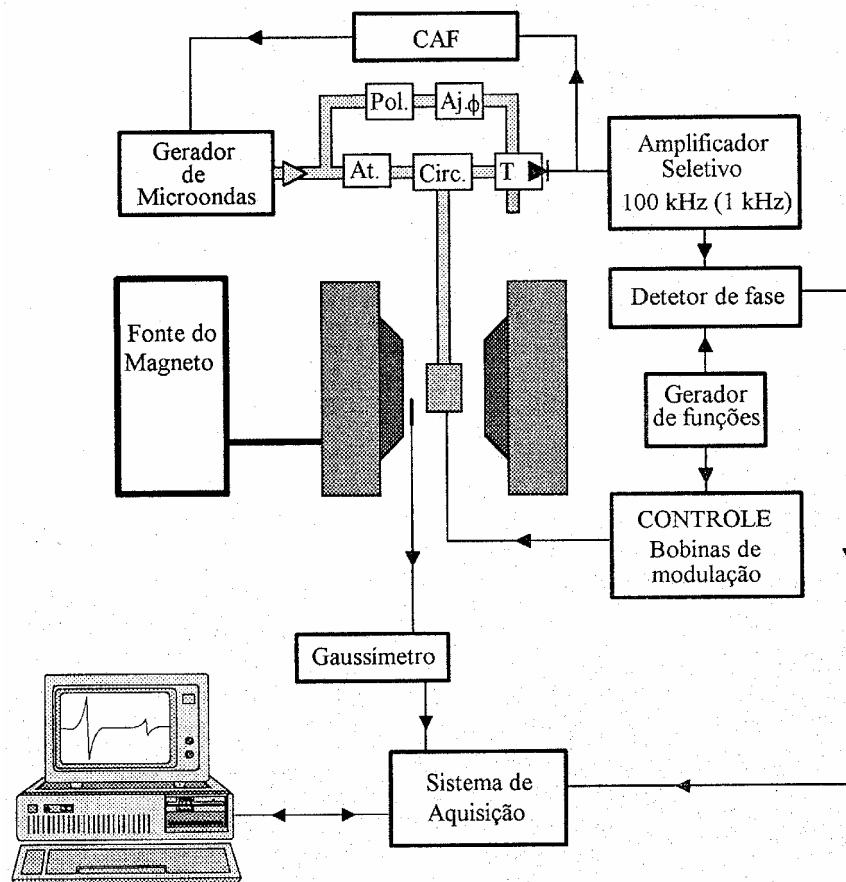 CAF
Pol.
Aj.ϕ
Gerador
de
Microondas
At.
Circ.
T
Amplificador
Seletivo
100 kHz (1 kHz)
Detetor de fase
Fonte do
Magneto
Gerador
de funções
CONTROLE
Bobinas de
modulação
Gaussímetro
Sistema de
Aquisição